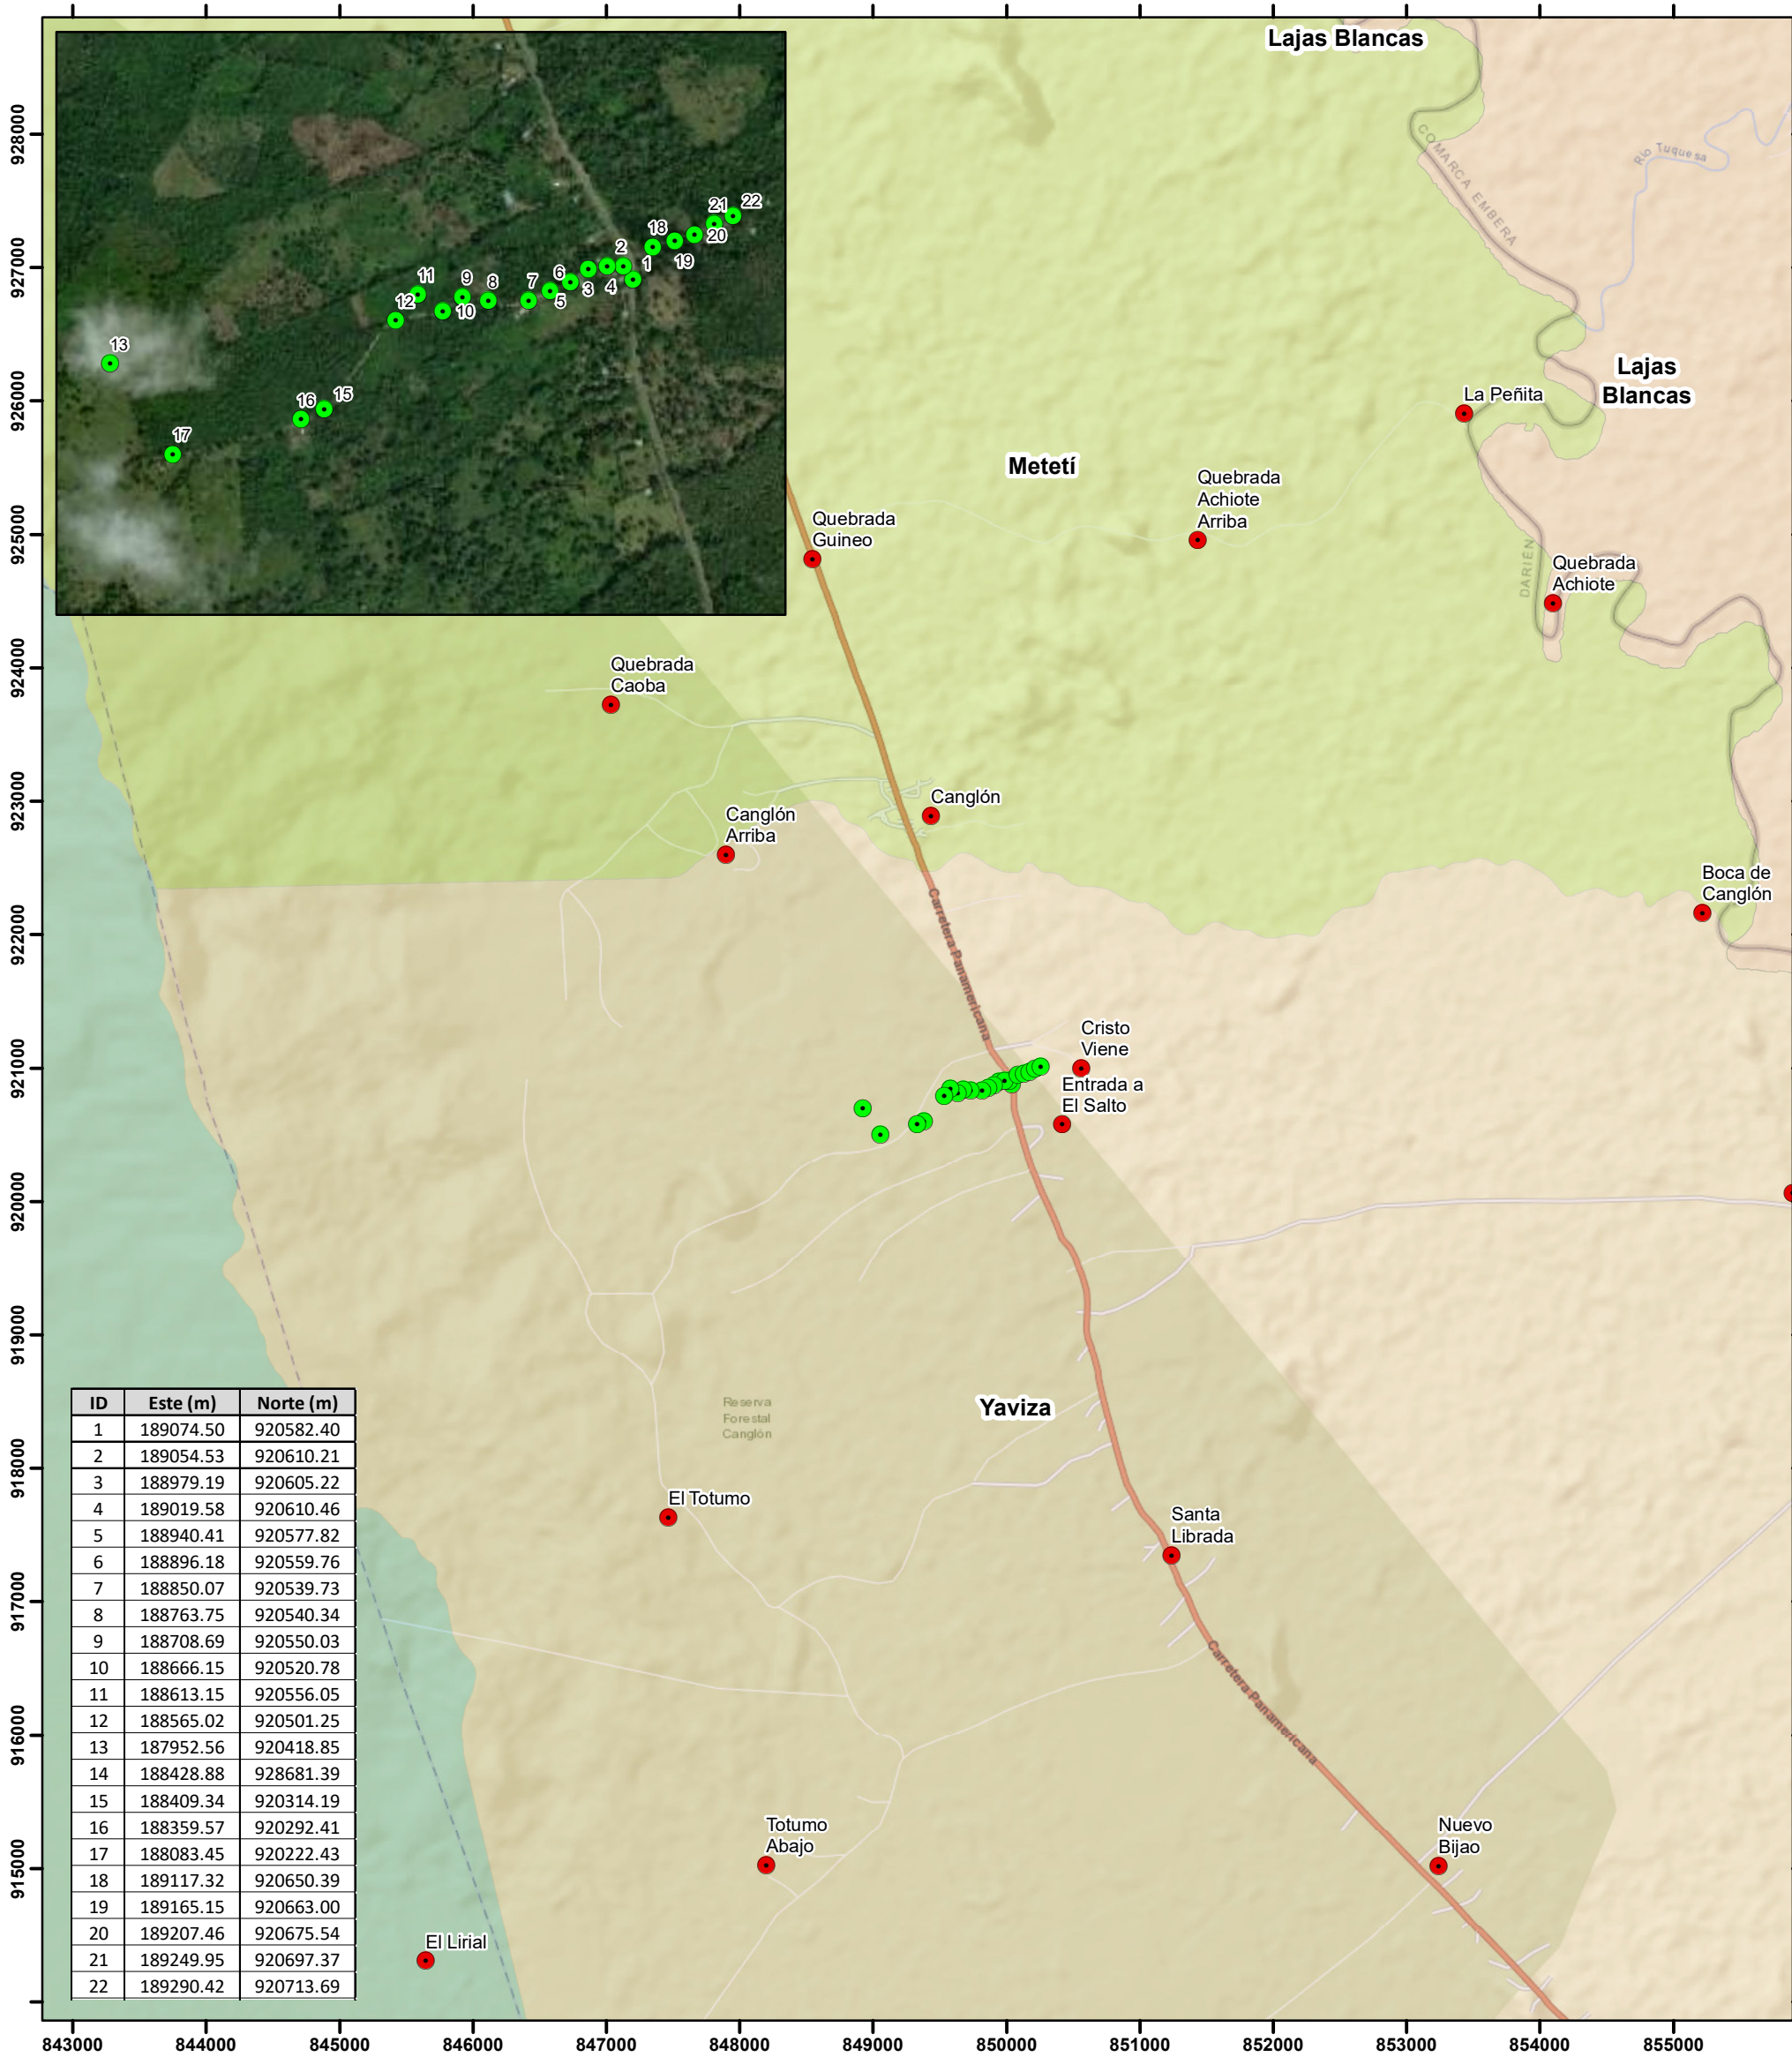 Lajas Blancas
COMARCA EMBERA
Río Tuquesa
928000
927000
926000
925000
924000
923000
922000
921000
920000
919000
918000
917000
916000
915000
22
21
20
18
19
2
1
4
3
6
5
7
8
9
10
11
12
13
15
16
17
Lajas
Blancas
La Peñita
Metetí
Quebrada
Achiote
Arriba
Quebrada
Guineo
DARIÉN
Quebrada
Achiote
Quebrada
Caoba
Canglón
Canglón
Arriba
Boca de
Canglón
Carretera Panamericana
Cristo
Viene
Entrada a
El Salto
Reserva
Forestal
Canglón
Yaviza
El Totumo
Santa
Librada
Carretera Panamericana
Totumo
Abajo
Nuevo
Bijao
El Lirial
ID Este (m) Norte (m)
1 189074.50 920582.40
2 189054.53 920610.21
3 188979.19 920605.22
4 189019.58 920610.46
5 188940.41 920577.82
6 188896.18 920559.76
7 188850.07 920539.73
8 188763.75 920540.34
9 188708.69 920550.03
10 188666.15 920520.78
11 188613.15 920556.05
12 188565.02 920501.25
13 187952.56 920418.85
14 188428.88 928681.39
15 188409.34 920314.19
16 188359.57 920292.41
17 188083.45 920222.43
18 189117.32 920650.39
19 189165.15 920663.00
20 189207.46 920675.54
21 189249.95 920697.37
22 189290.42 920713.69
843000 844000 845000 846000 847000 848000 849000 850000 851000 852000 853000 854000 855000